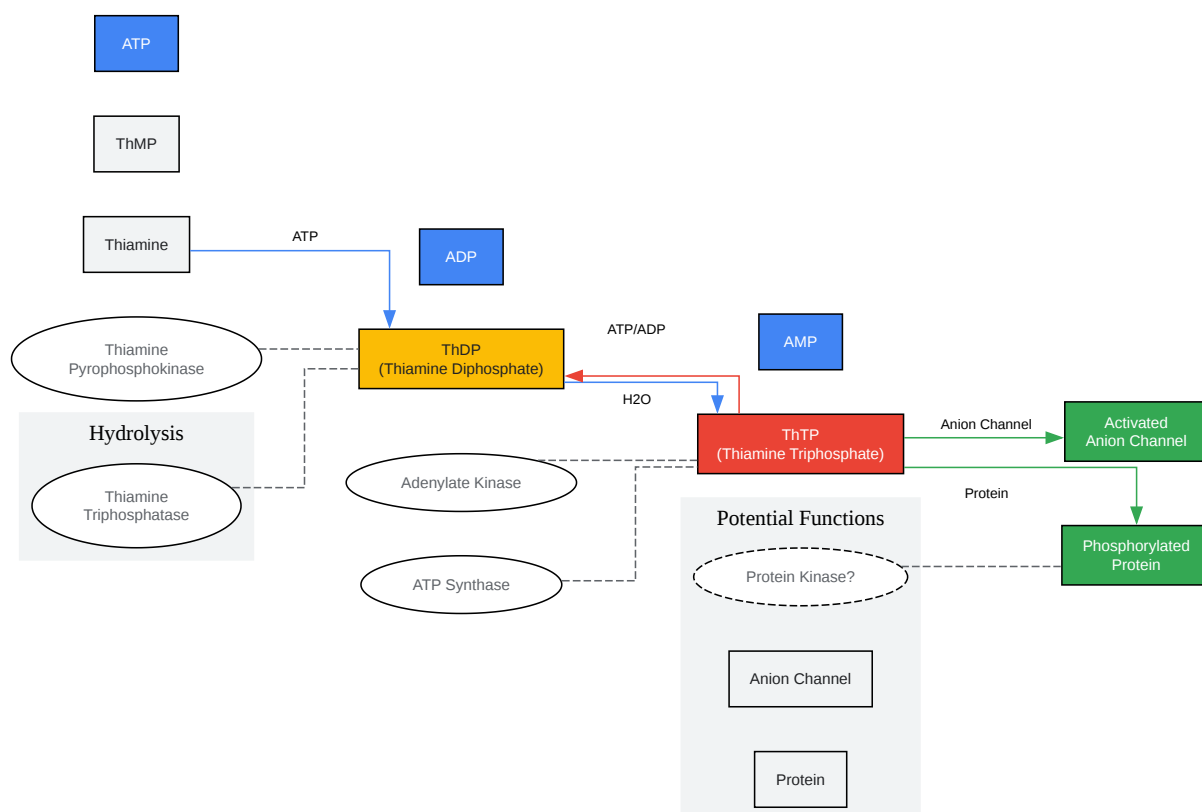 ATP
ThMP
Thiamine
ATP
ADP
Thiamine
Pyrophosphokinase
ThDP
(Thiamine Diphosphate)
ATP/ADP
AMP
H2O
Hydrolysis
Thiamine
Triphosphatase
Adenylate Kinase
ATP Synthase
ThTP
(Thiamine Triphosphate)
Anion Channel
Activated
Anion Channel
Protein
Phosphorylated
Protein
Potential Functions
Protein Kinase?
Anion Channel
Protein